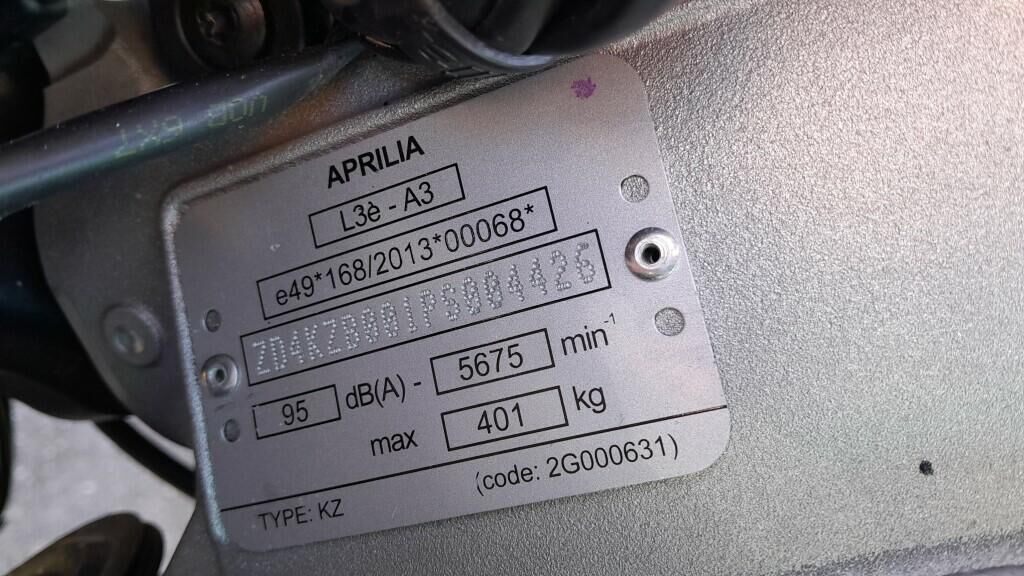 APRILIA
L3è - A3
e49*168/2013*00068*
ZD4KZB001PS004426
95 dB(A) - 5675 min-1
max 401 kg
(code: 2G000631)
TYPE: KZ